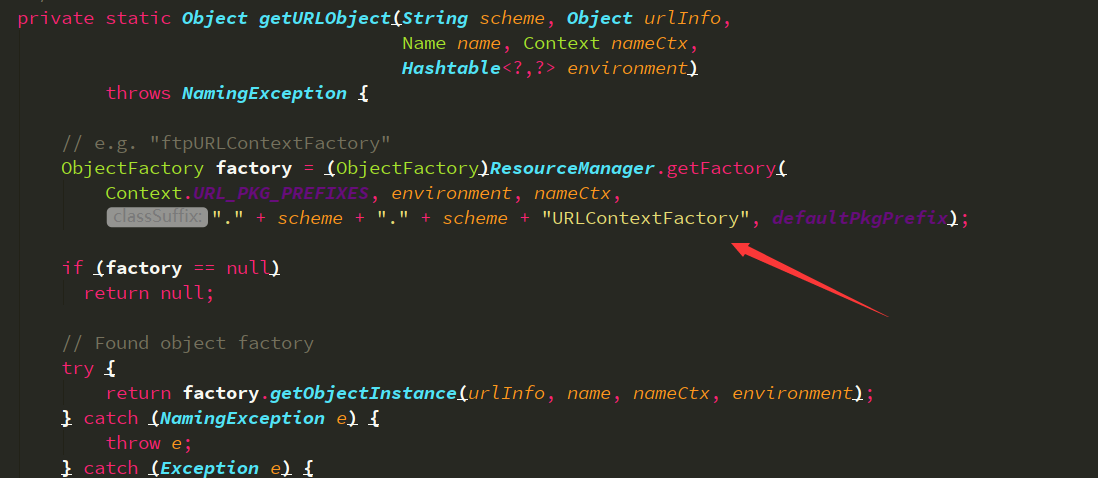 private static Object getURLObject(String scheme, Object urlInfo,
Name name, Context nameCtx,
Hashtable<?,?> environment)
throws NamingException {
// e.g. "ftpURLContextFactory"
ObjectFactory factory = (ObjectFactory)ResourceManager.getFactory(
Context.URL_PKG_PREFIXES, environment, nameCtx,
classSuffix: "." + scheme + "." + scheme + "URLContextFactory", defaultPkgPrefix);
if (factory == null)
return null;
// Found object factory
try {
return factory.getObjectInstance(urlInfo, name, nameCtx, environment);
} catch (NamingException e) {
throw e;
} catch (Exception e) {